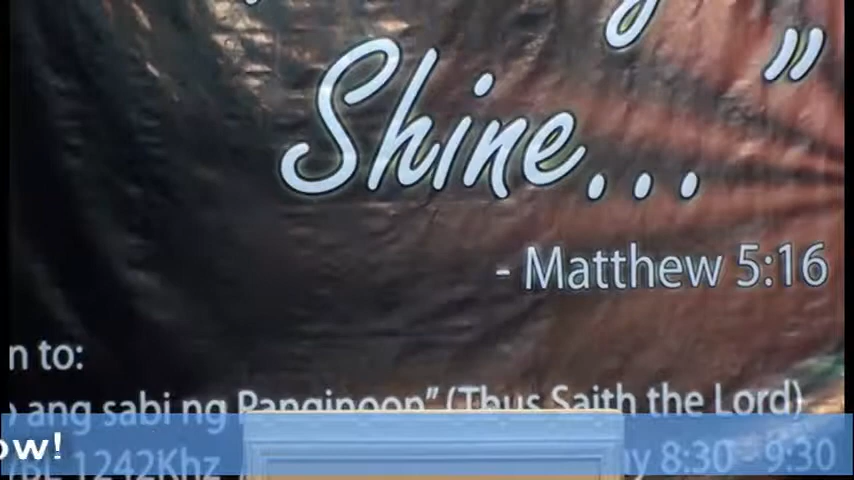 Shine... ”
- Matthew 5:16
n to:
ang sabi ng Panginoon” (Thus Saith the Lord)
ow!
1242Khz
8:30 - 9:30